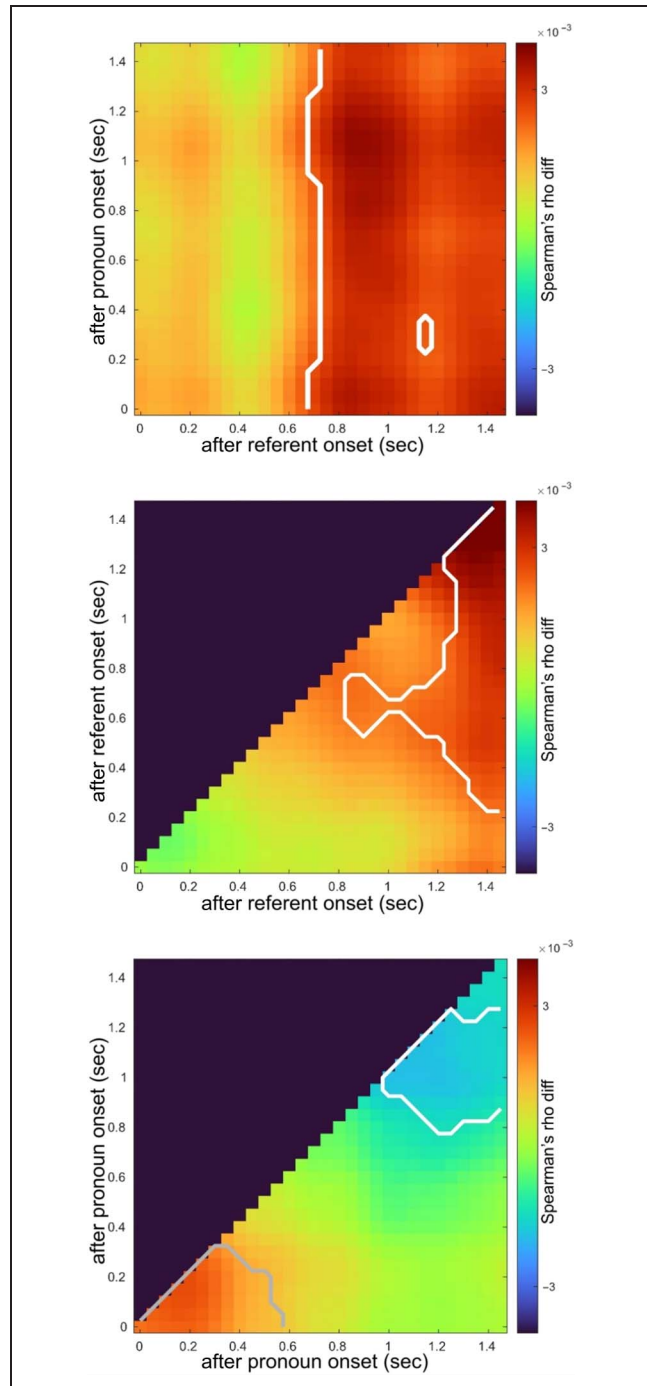 ×10⁻³
1.4
1.2
1
0.8
0.6
0.4
0.2
0
3
−3
Spearman's rho diff
after pronoun onset (sec)
0 0.2 0.4 0.6 0.8 1 1.2 1.4
after referent onset (sec)
×10⁻³
1.4
1.2
1
0.8
0.6
0.4
0.2
0
3
−3
Spearman's rho diff
after referent onset (sec)
0 0.2 0.4 0.6 0.8 1 1.2 1.4
after referent onset (sec)
×10⁻³
1.4
1.2
1
0.8
0.6
0.4
0.2
0
3
−3
Spearman's rho diff
after pronoun onset (sec)
0 0.2 0.4 0.6 0.8 1 1.2 1.4
after pronoun onset (sec)